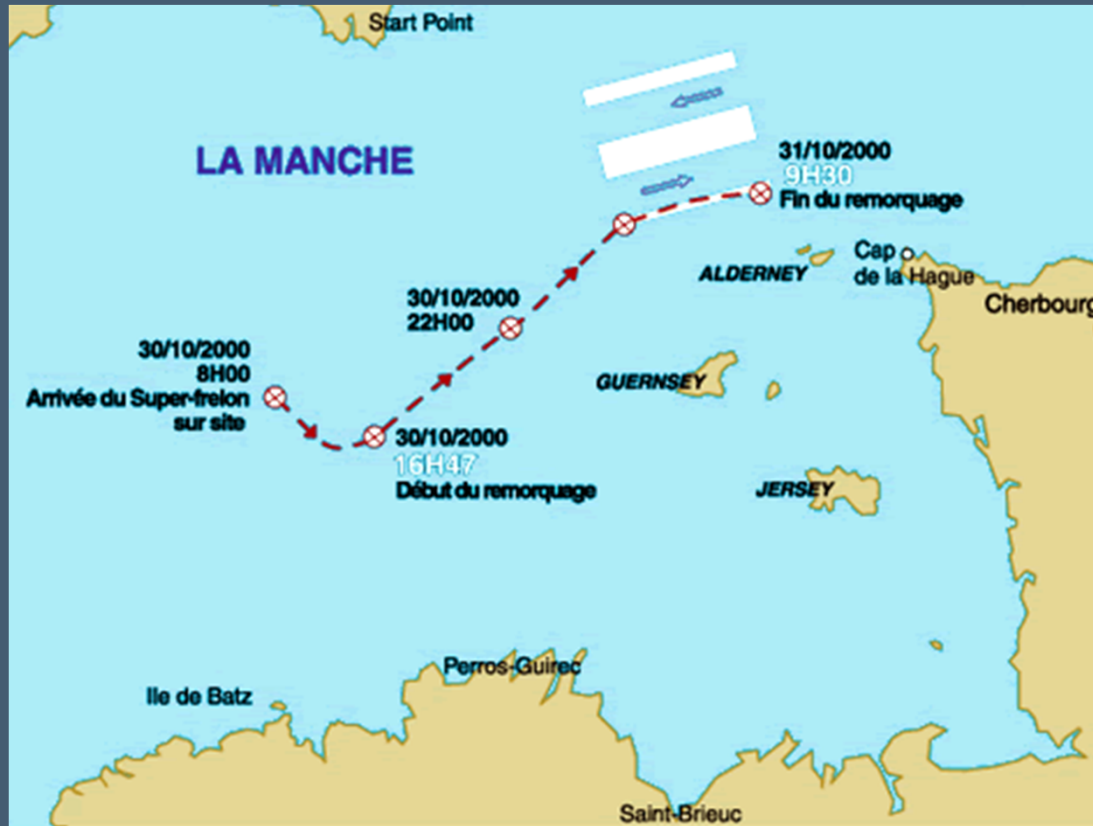 Start Point
LA MANCHE
31/10/2000
9H30
Fin du remorquage
Cap
de la Hague
ALDERNEY
Cherbourg
30/10/2000
22H00
30/10/2000
8H00
Arrivée du Super-frelon
sur site
GUERNSEY
30/10/2000
16H47
Début du remorquage
JERSEY
Perros-Guirec
Ile de Batz
Saint-Brieuc